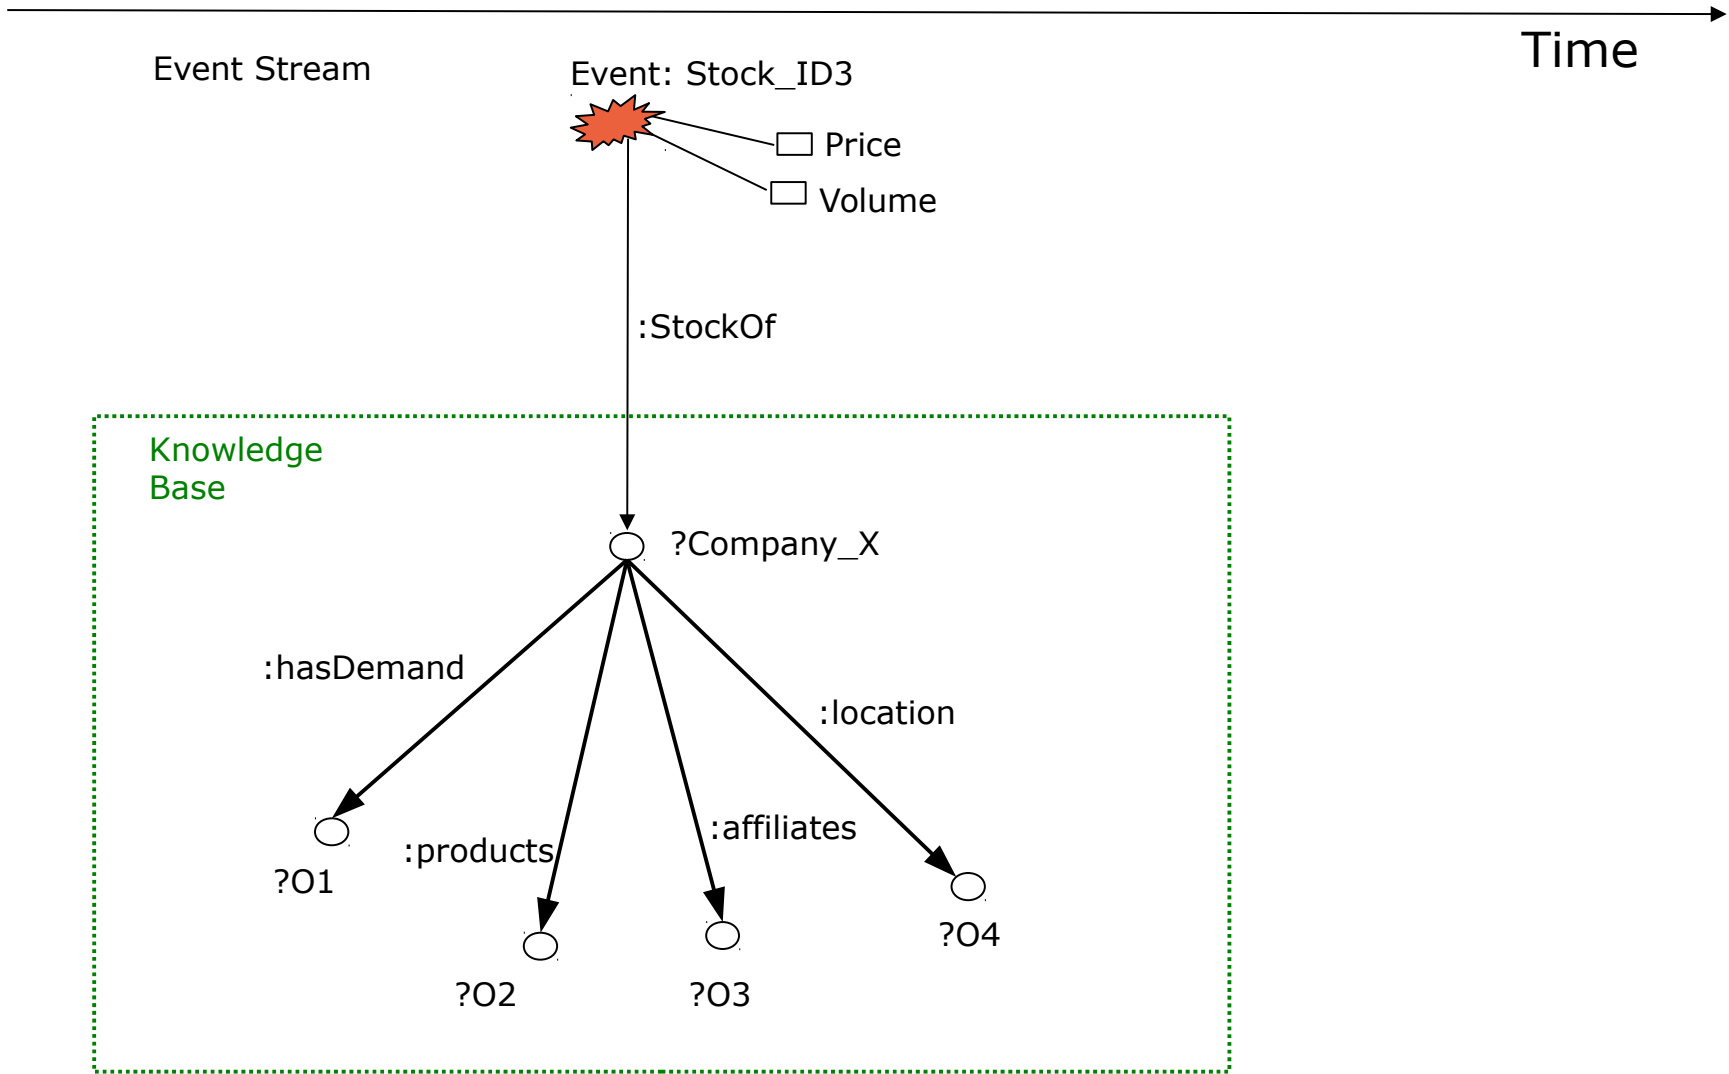 Time
Event Stream
Event: Stock_ID3
Price
Volume
:StockOf
Knowledge
Base
?Company_X
:hasDemand
:location
:affiliates
:products
?O1
?O4
?O2
?O3